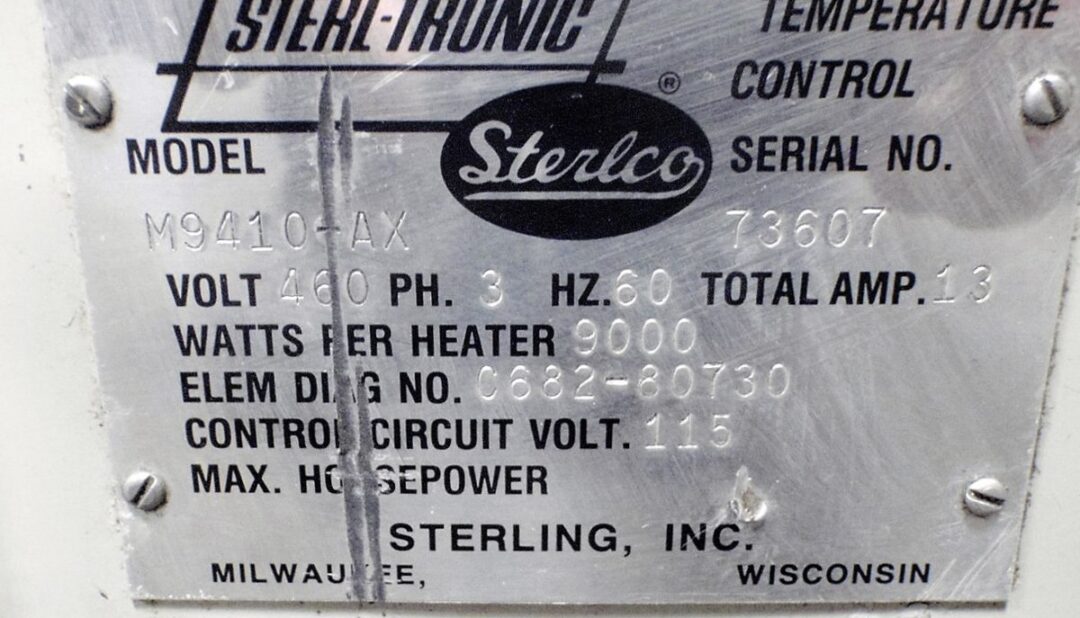 STERL-TRONIC
TEMPERATURE
CONTROL
Sterlco ®
MODEL
SERIAL NO.
M9410-AX
73607
VOLT 460 PH. 3 HZ. 60 TOTAL AMP. 13
WATTS PER HEATER 9000
ELEM DIAG NO. C682-80730
CONTROL CIRCUIT VOLT. 115
MAX. HORSEPOWER
STERLING, INC.
MILWAUKEE, WISCONSIN